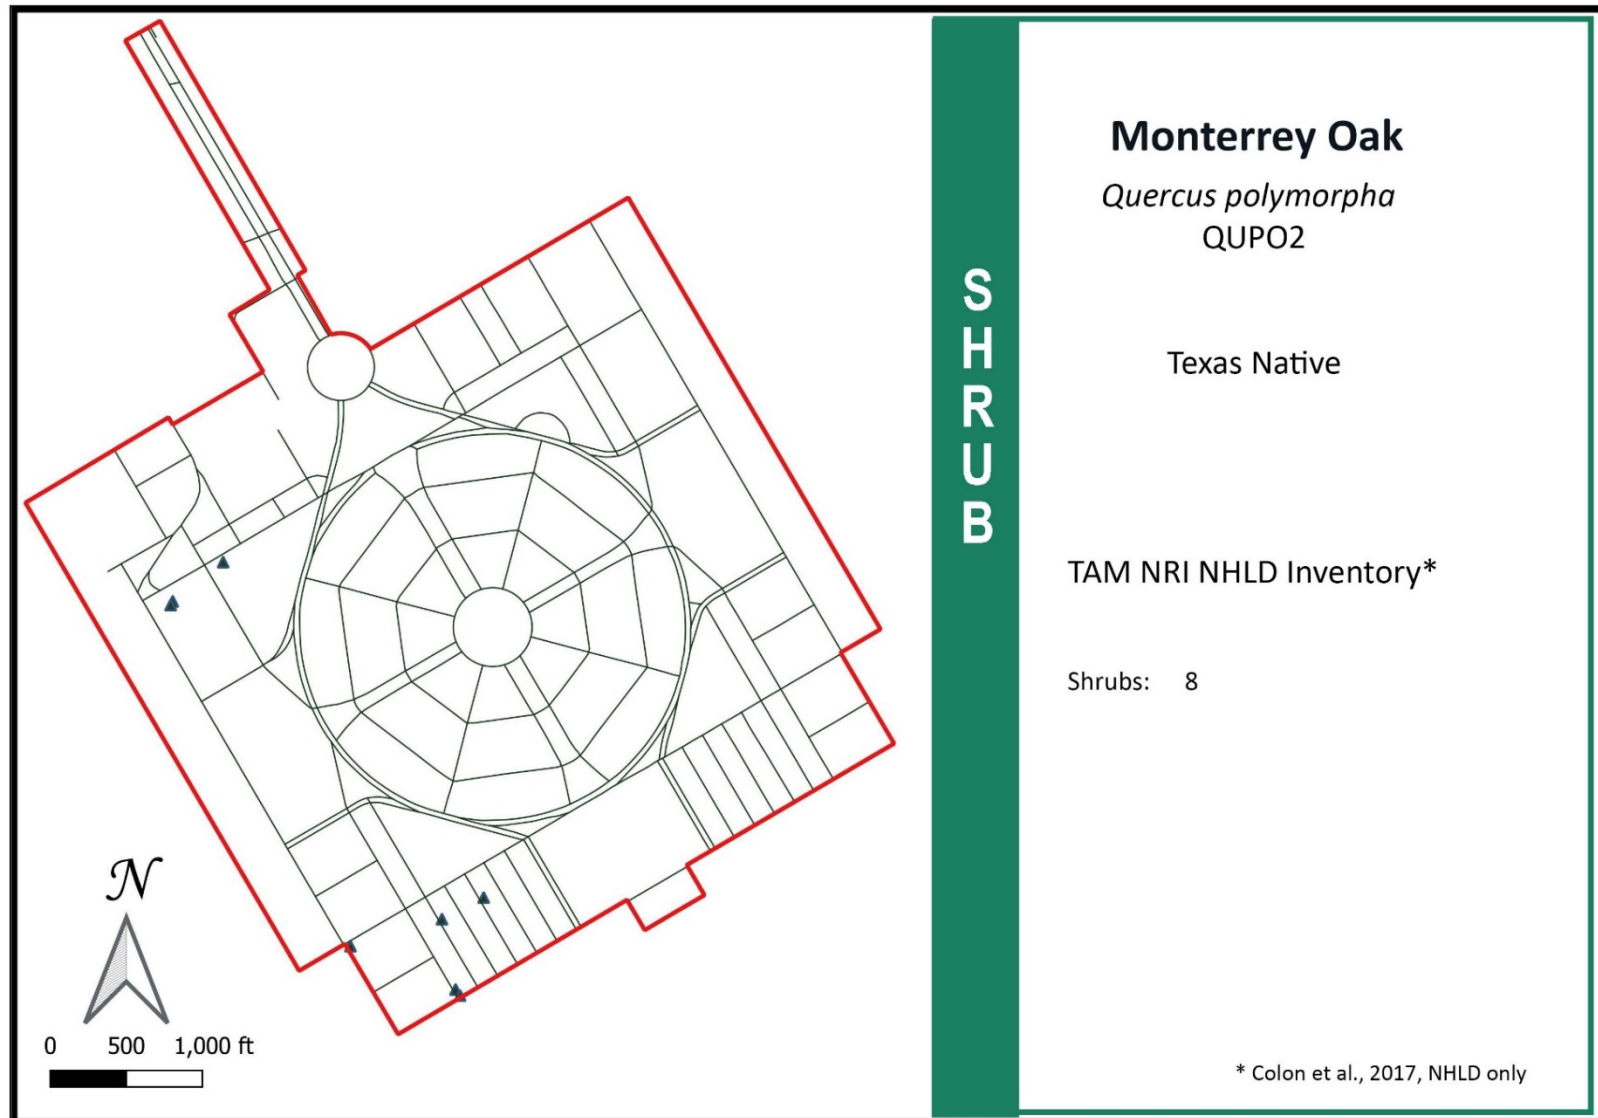 N
0 500 1,000 ft
SHRUB
Monterrey Oak
Quercus polymorpha
QUPO2
Texas Native
TAM NRI NHLD Inventory*
Shrubs: 8
* Colon et al., 2017, NHLD only